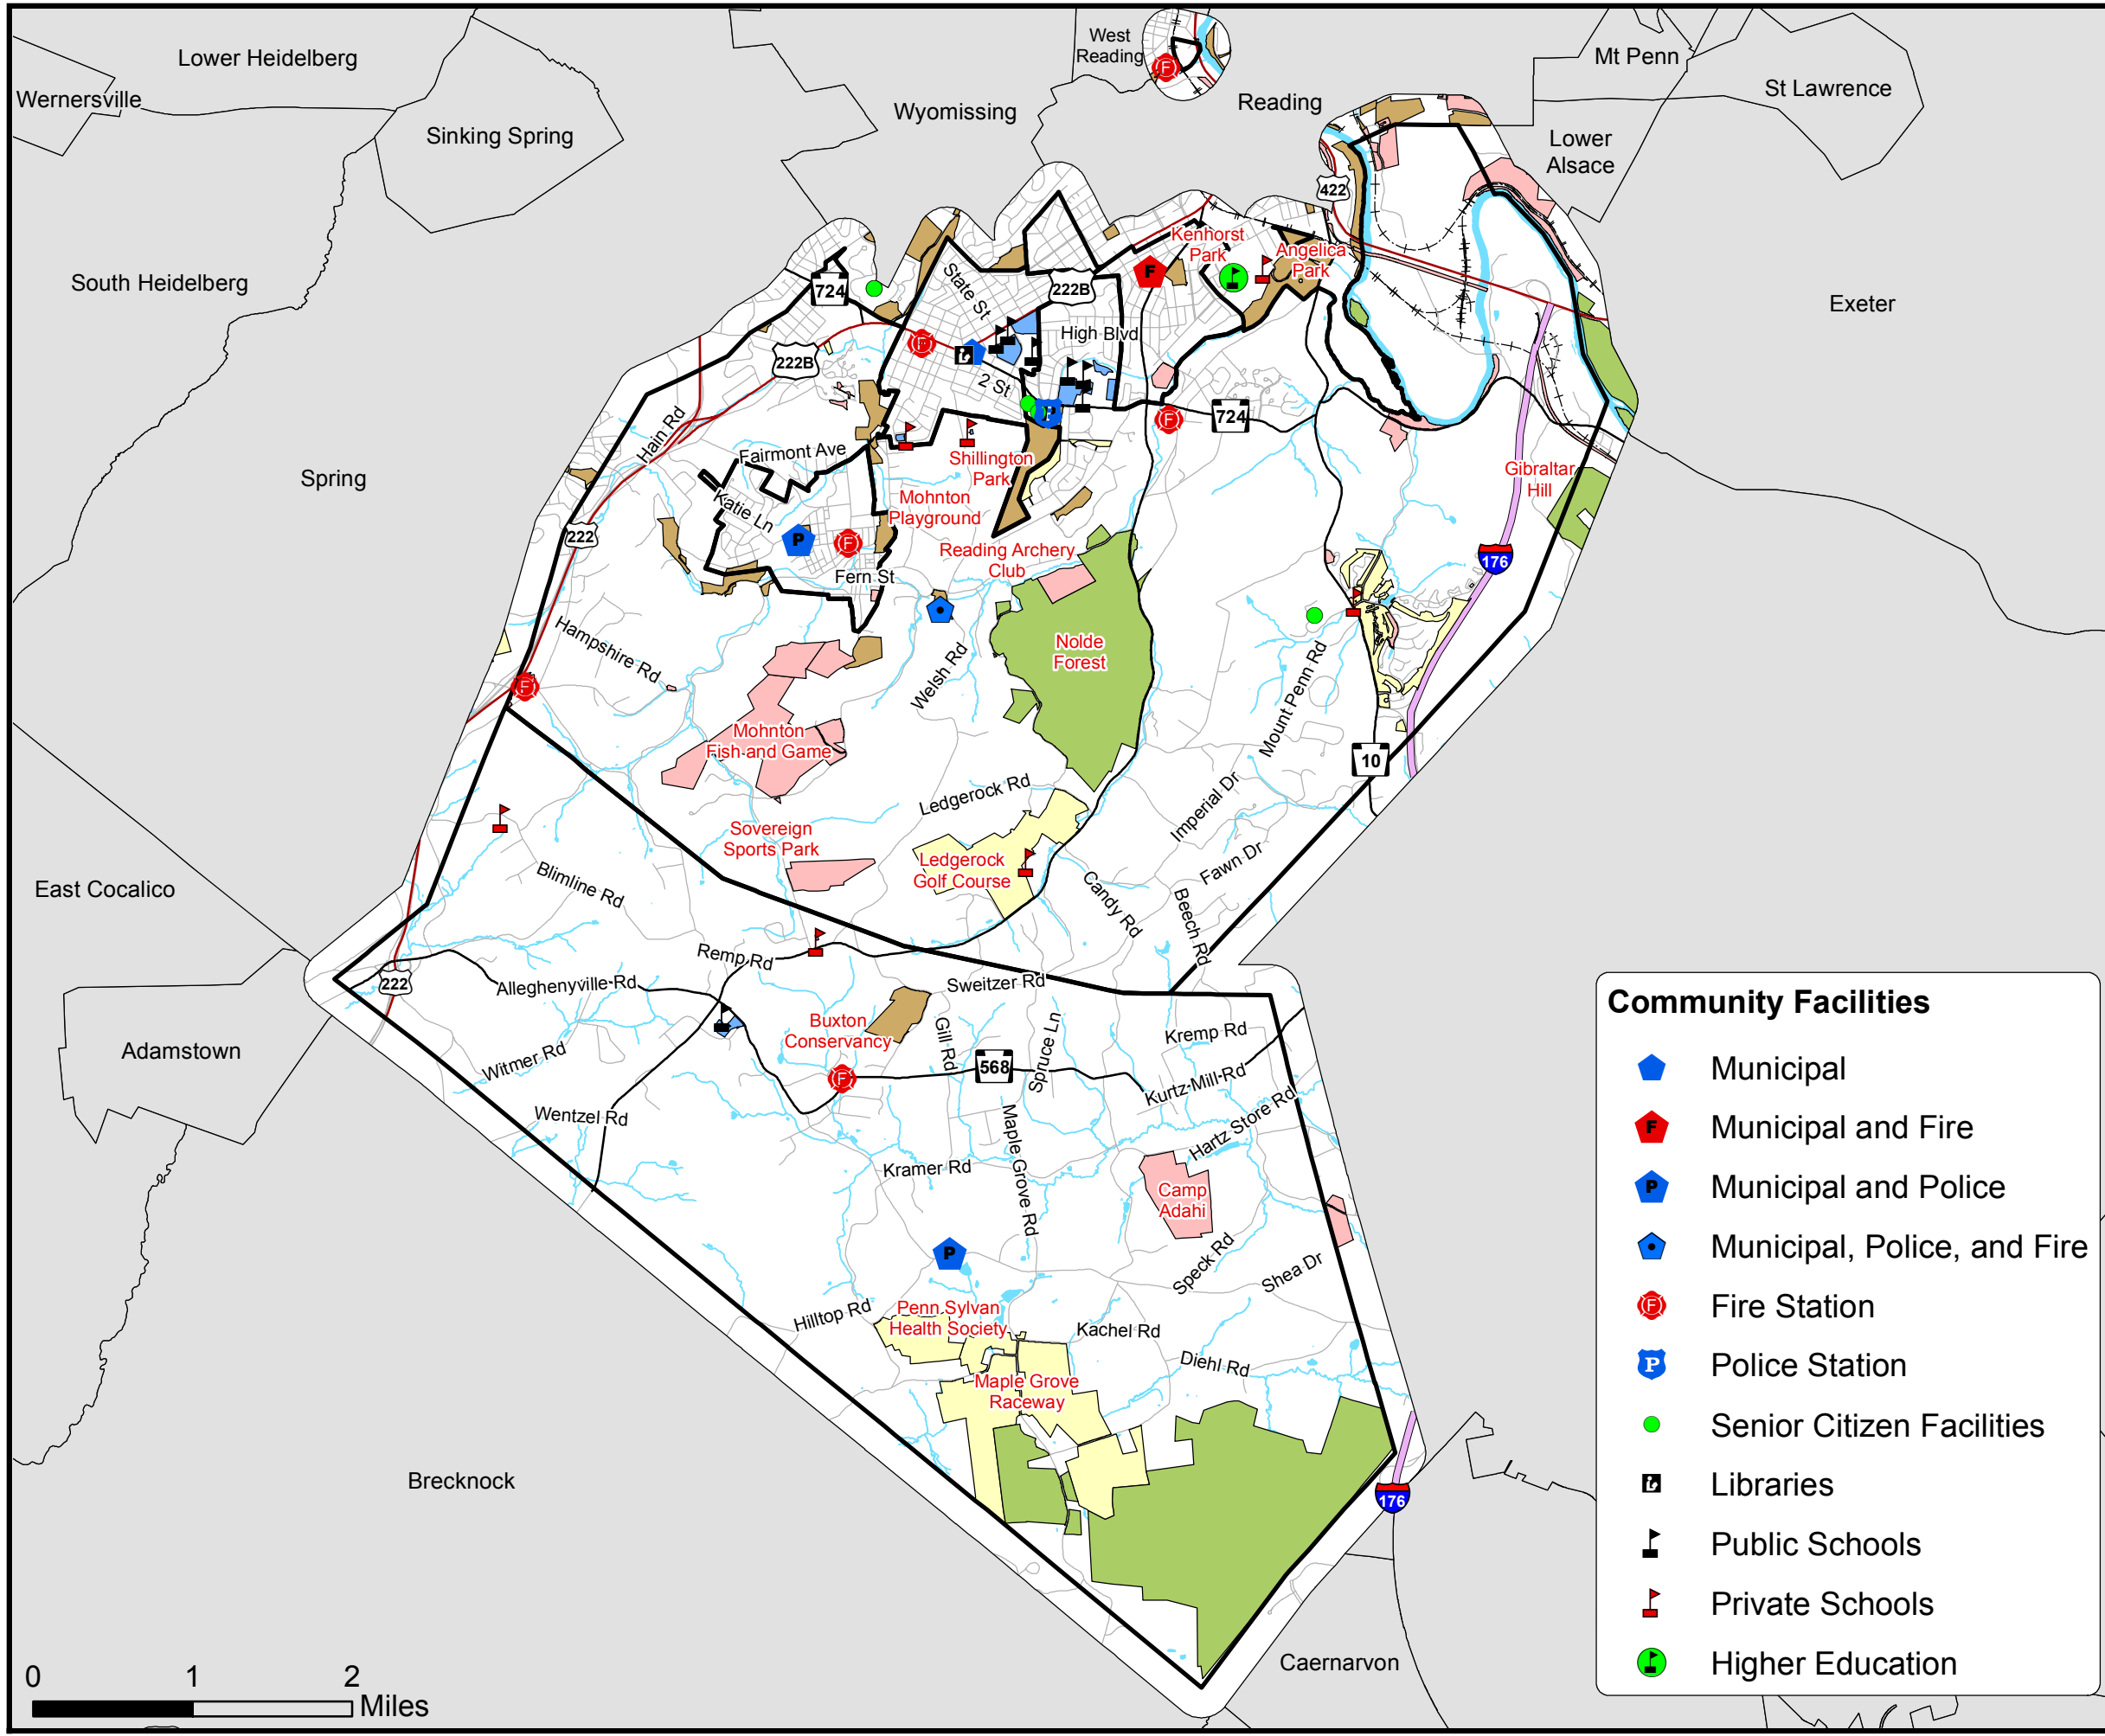 Lower Heidelberg
Wernersville
Sinking Spring
West
Reading
Wyomissing
Reading
Mt Penn
St Lawrence
Lower
Alsace
South Heidelberg
Exeter
Spring
East Cocalico
Adamstown
Brecknock
Caernarvon
422
Kenhorst
Park
Angelica
Park
F
F
724
222B
State St
High Blvd
222B
F
2 St
P
F
724
Hain Rd
Fairmont Ave
Shillington
Park
Gibraltar
Hill
Katie Ln
Mohnton
Playground
222
P
F
Reading Archery
Club
176
Fern St
Hampshire Rd
Nolde
Forest
Welsh Rd
Mount Penn Rd
F
Mohnton
Fish and Game
10
Ledgerock Rd
Imperial Dr
Sovereign
Sports Park
Ledgerock
Golf Course
Fawn Dr
Blimline Rd
Candy Rd
Beech Rd
Remp Rd
222
Alleghenyville Rd
Sweitzer Rd
Buxton
Conservancy
Gill Rd
Spruce Ln
Kremp Rd
Witmer Rd
F
568
Kurtz Mill Rd
Wentzel Rd
Maple Grove Rd
Hartz Store Rd
Kramer Rd
Camp
Adahi
P
Speck Rd
Shea Dr
Hilltop Rd
Penn Sylvan
Health Society
Kachel Rd
Diehl Rd
Maple Grove
Raceway
176
Community Facilities
Municipal
F Municipal and Fire
P Municipal and Police
Municipal, Police, and Fire
F Fire Station
P Police Station
Senior Citizen Facilities
Libraries
Public Schools
Private Schools
Higher Education
0 1 2
Miles